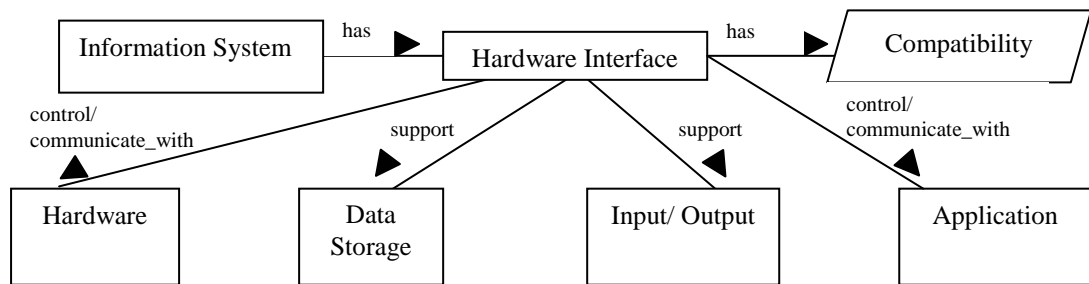 Information System
has
Hardware Interface
has
Compatibility
control/
communicate_with
support
support
control/
communicate_with
Hardware
Data
Storage
Input/ Output
Application